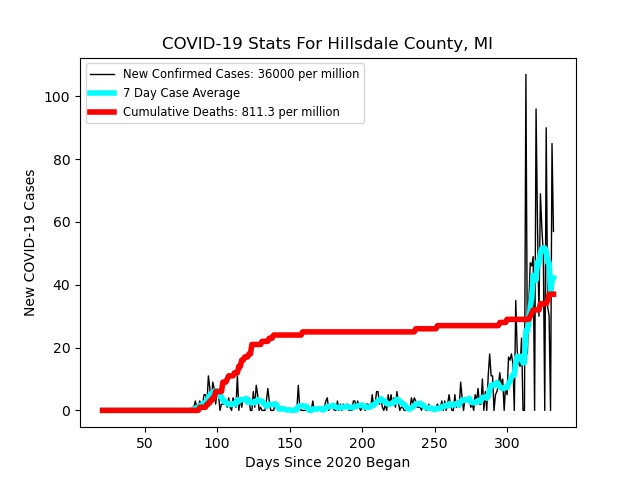 COVID-19 Stats For Hillsdale County, MI
New Confirmed Cases: 36000 per million
7 Day Case Average
Cumulative Deaths: 811.3 per million
New COVID-19 Cases
100
80
60
40
20
0
50 100 150 200 250 300
Days Since 2020 Began